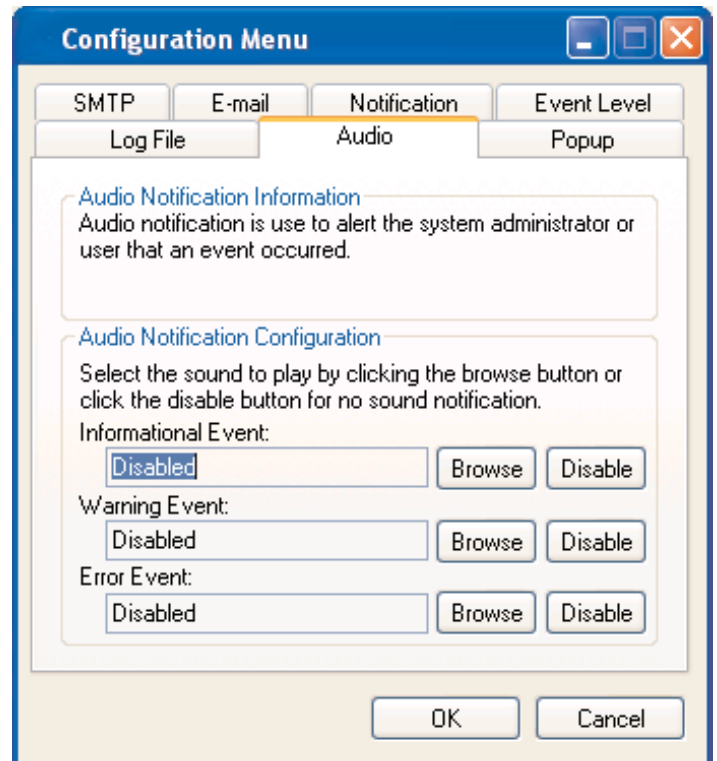 Configuration Menu
SMTP E-mail Notification Event Level
Log File Audio Popup
Audio Notification Information
Audio notification is use to alert the system administrator or
user that an event occurred.
Audio Notification Configuration
Select the sound to play by clicking the browse button or
click the disable button for no sound notification.
Informational Event:
Disabled Browse Disable
Warning Event:
Disabled Browse Disable
Error Event:
Disabled Browse Disable
OK Cancel